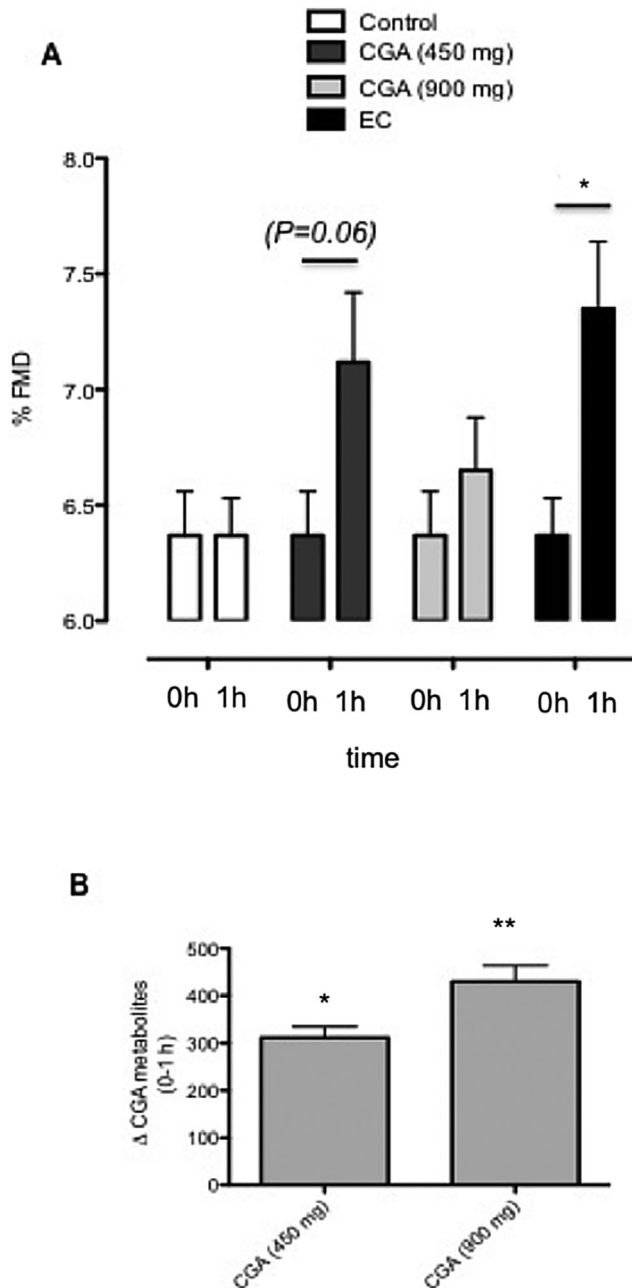 A
Control
CGA (450 mg)
CGA (900 mg)
EC
8.0
7.5
7.0
6.5
6.0
% FMD
(P=0.06)
*
0h 1h 0h 1h 0h 1h 0h 1h
time
B
500
400
300
200
100
0
Δ CGA metabolites
(0-1 h)
*
**
CGA (450 mg)
CGA (900 mg)